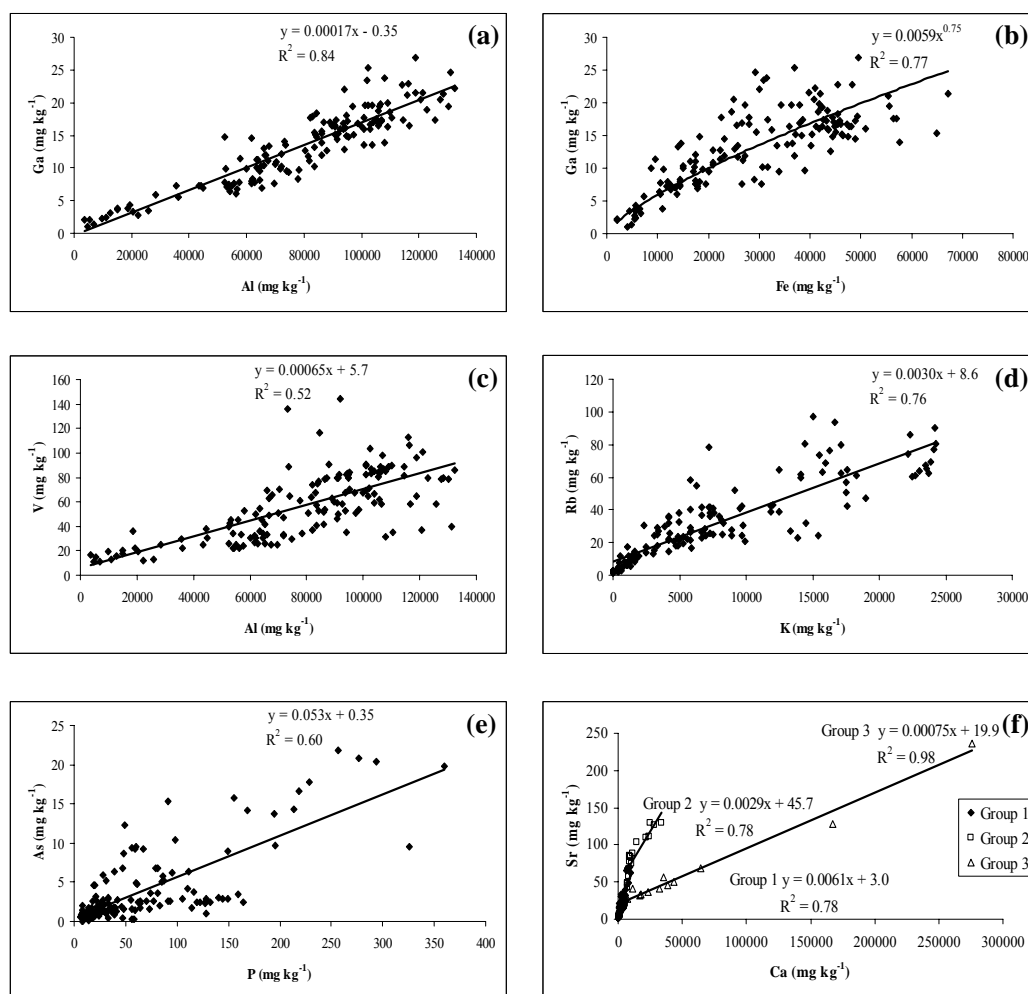 y = 0.00017x - 0.35
R² = 0.84
(a)
30
25
20
15
10
5
0
Ga (mg kg⁻¹)
0 20000 40000 60000 80000 100000 120000 140000
Al (mg kg⁻¹)
y = 0.0059x^0.75
R² = 0.77
(b)
30
25
20
15
10
5
0
Ga (mg kg⁻¹)
0 10000 20000 30000 40000 50000 60000 70000 80000
Fe (mg kg⁻¹)
y = 0.00065x + 5.7
R² = 0.52
(c)
160
140
120
100
80
60
40
20
0
V (mg kg⁻¹)
0 20000 40000 60000 80000 100000 120000 140000
Al (mg kg⁻¹)
y = 0.0030x + 8.6
R² = 0.76
(d)
120
100
80
60
40
20
0
Rb (mg kg⁻¹)
0 5000 10000 15000 20000 25000 30000
K (mg kg⁻¹)
y = 0.053x + 0.35
R² = 0.60
(e)
25
20
15
10
5
0
As (mg kg⁻¹)
0 50 100 150 200 250 300 350 400
P (mg kg⁻¹)
Group 3 y = 0.00075x + 19.9
R² = 0.98
(f)
Group 2 y = 0.0029x + 45.7
R² = 0.78
Group 1 y = 0.0061x + 3.0
R² = 0.78
250
200
150
100
50
0
Sr (mg kg⁻¹)
0 50000 100000 150000 200000 250000 300000
Ca (mg kg⁻¹)
Group 1
Group 2
Group 3